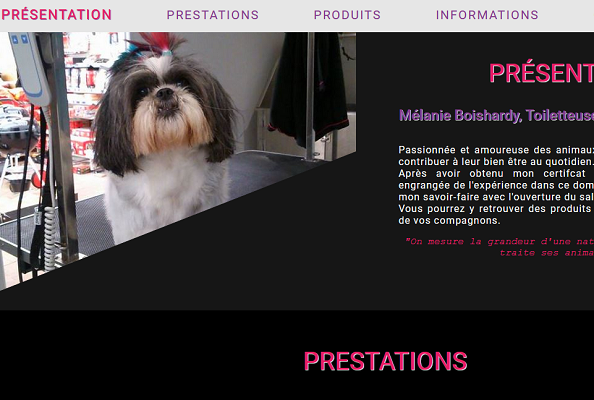 PRÉSENTATION PRESTATIONS PRODUITS INFORMATIONS
PRÉSENT
Mélanie Boishardy, Toiletteuse
Passionnée et amoureuse des animaux
contribuer à leur bien être au quotidien.
Après avoir obtenu mon certifcat
engrangée de l'expérience dans ce dom
mon savoir-faire avec l'ouverture du sal
Vous pourrez y retrouver des produits
de vos compagnons.
"On mesure la grandeur d'une nat
traite ses anima
PRESTATIONS